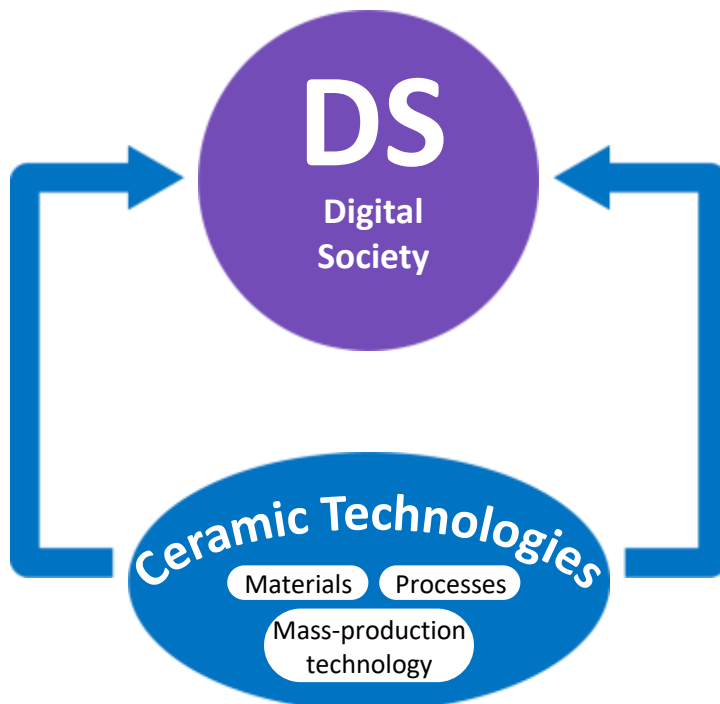 DS
Digital
Society
Ceramic Technologies
Materials
Processes
Mass-production
technology